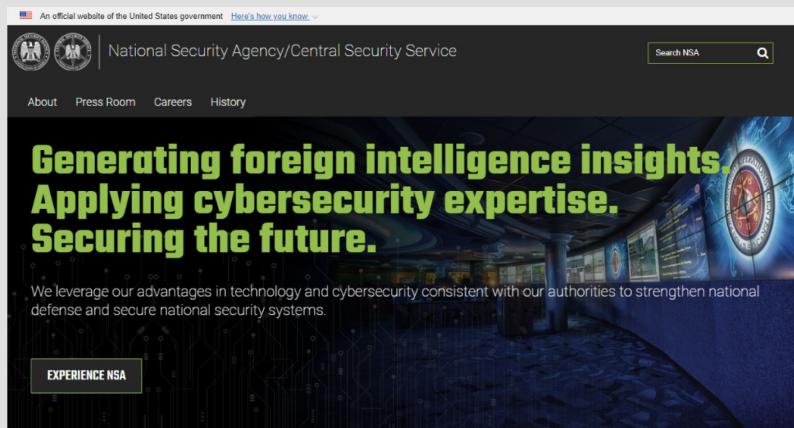 An official website of the United States government Here's how you know
National Security Agency/Central Security Service
Search NSA
About Press Room Careers History
Generating foreign intelligence insights.
Applying cybersecurity expertise.
Securing the future.
We leverage our advantages in technology and cybersecurity consistent with our authorities to strengthen national
defense and secure national security systems.
EXPERIENCE NSA